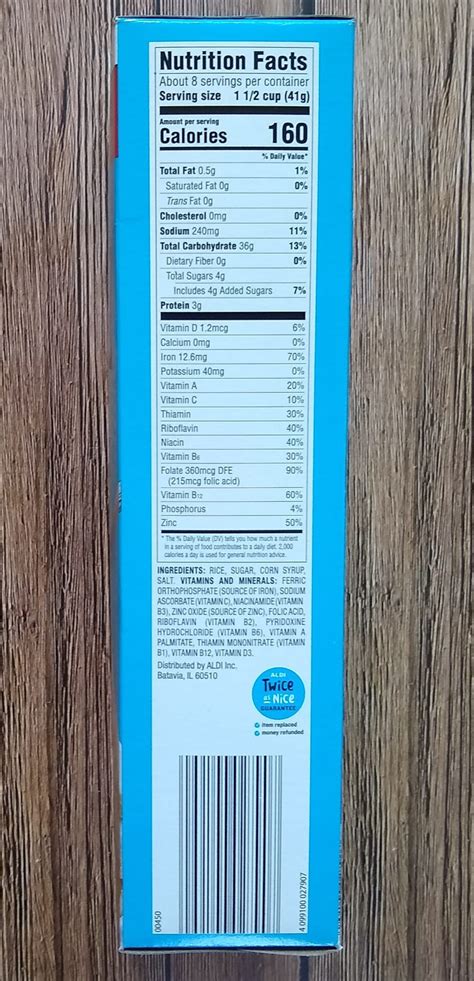 Nutrition Facts
About 8 servings per container
Serving size 1 1/2 cup (41g)
Amount per serving
Calories 160
% Daily Value*
Total Fat 0.5g 1%
Saturated Fat 0g 0%
Trans Fat 0g
Cholesterol 0mg 0%
Sodium 240mg 11%
Total Carbohydrate 36g 13%
Dietary Fiber 0g 0%
Total Sugars 4g
Includes 4g Added Sugars 7%
Protein 3g
Vitamin D 1.2mcg 6%
Calcium 0mg 0%
Iron 12.6mg 70%
Potassium 40mg 0%
Vitamin A 20%
Vitamin C 10%
Thiamin 30%
Riboflavin 40%
Niacin 40%
Vitamin B6 30%
Folate 360mcg DFE 90%
(215mcg folic acid)
Vitamin B12 60%
Phosphorus 4%
Zinc 50%
* The % Daily Value (DV) tells you how much a nutrient
in a serving of food contributes to a daily diet. 2,000
calories a day is used for general nutrition advice.
INGREDIENTS: RICE, SUGAR, CORN SYRUP,
SALT. VITAMINS AND MINERALS: FERRIC
ORTHOPHOSPHATE (SOURCE OF IRON), SODIUM
ASCORBATE (VITAMIN C), NIACINAMIDE (VITAMIN
B3), ZINC OXIDE (SOURCE OF ZINC), FOLIC ACID,
RIBOFLAVIN (VITAMIN B2), PYRIDOXINE
HYDROCHLORIDE (VITAMIN B6), VITAMIN A
PALMITATE, THIAMIN MONONITRATE (VITAMIN
B1), VITAMIN B12, VITAMIN D3.
Distributed by ALDI Inc.
Batavia, IL 60510
ALDI
Twice
as Nice
GUARANTEE
item replaced
money refunded
00450
4 099100 027907